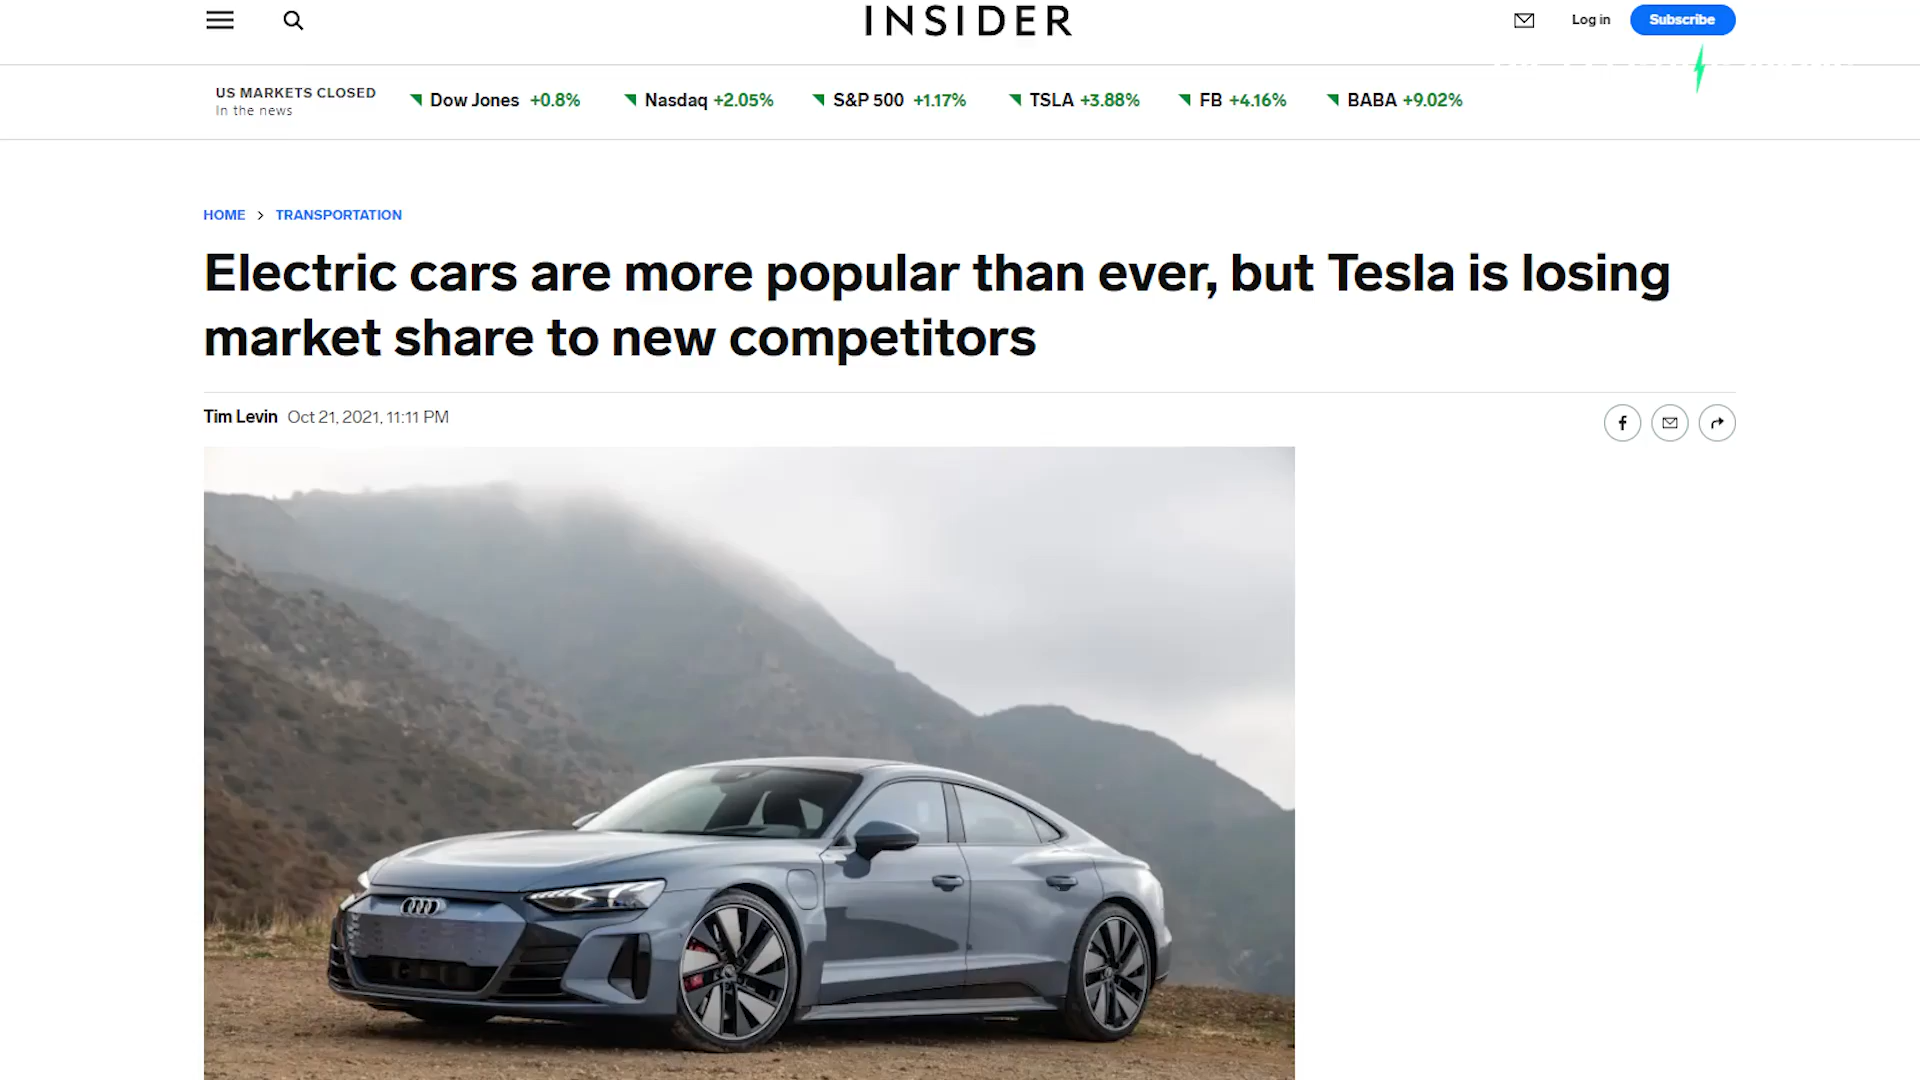 INSIDER
Log in
Subscribe
US MARKETS CLOSED
In the news
Dow Jones +0.8%
Nasdaq +2.05%
S&P 500 +1.17%
TSLA +3.88%
FB +4.16%
BABA +9.02%
HOME > TRANSPORTATION
Electric cars are more popular than ever, but Tesla is losing
market share to new competitors
Tim Levin Oct 21, 2021, 11:11 PM